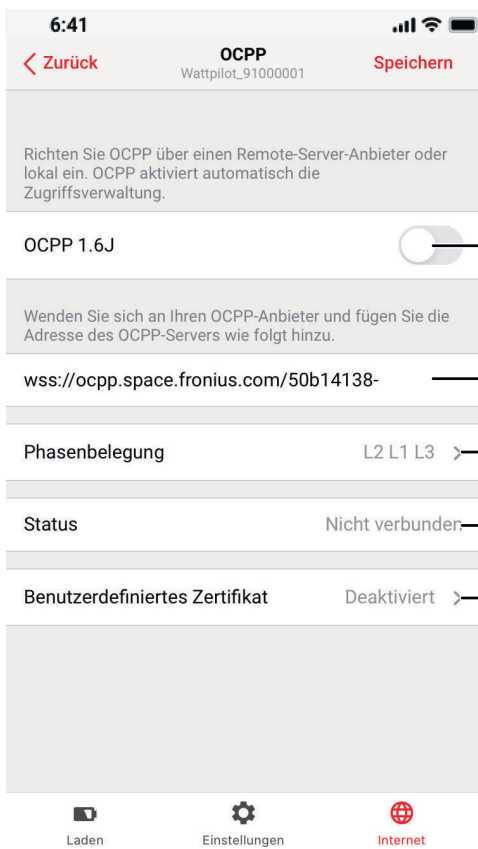 6:41
Zurück
OCPP
Speichern
Wattpilot_91000001
Richten Sie OCPP über einen Remote-Server-Anbieter oder
lokal ein. OCPP aktiviert automatisch die
Zugriffsverwaltung.
OCPP 1.6J
Wenden Sie sich an Ihren OCPP-Anbieter und fügen Sie die
Adresse des OCPP-Servers wie folgt hinzu.
wss://ocpp.space.fronius.com/50b14138-
Phasenbelegung L2 L1 L3
Status Nicht verbunden
Benutzerdefiniertes Zertifikat Deaktiviert
Laden Einstellungen Internet